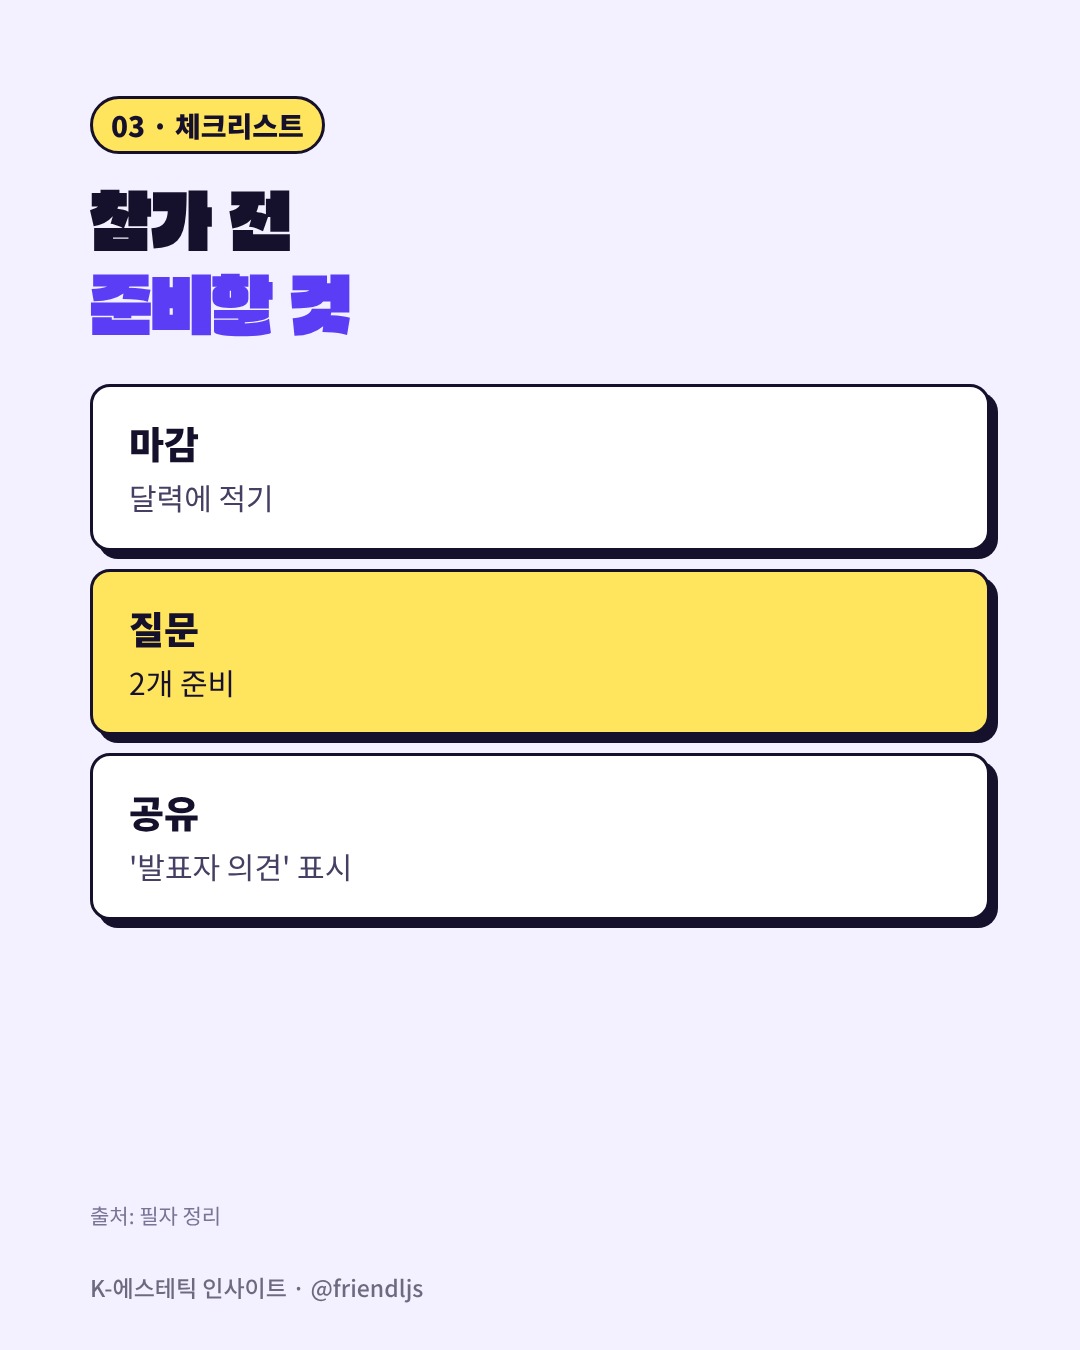 03 · 체크리스트
참가 전
준비할 것
마감
달력에 적기
질문
2개 준비
공유
'발표자 의견' 표시
출처: 필자 정리
K-에스테틱 인사이트 · @friendljs